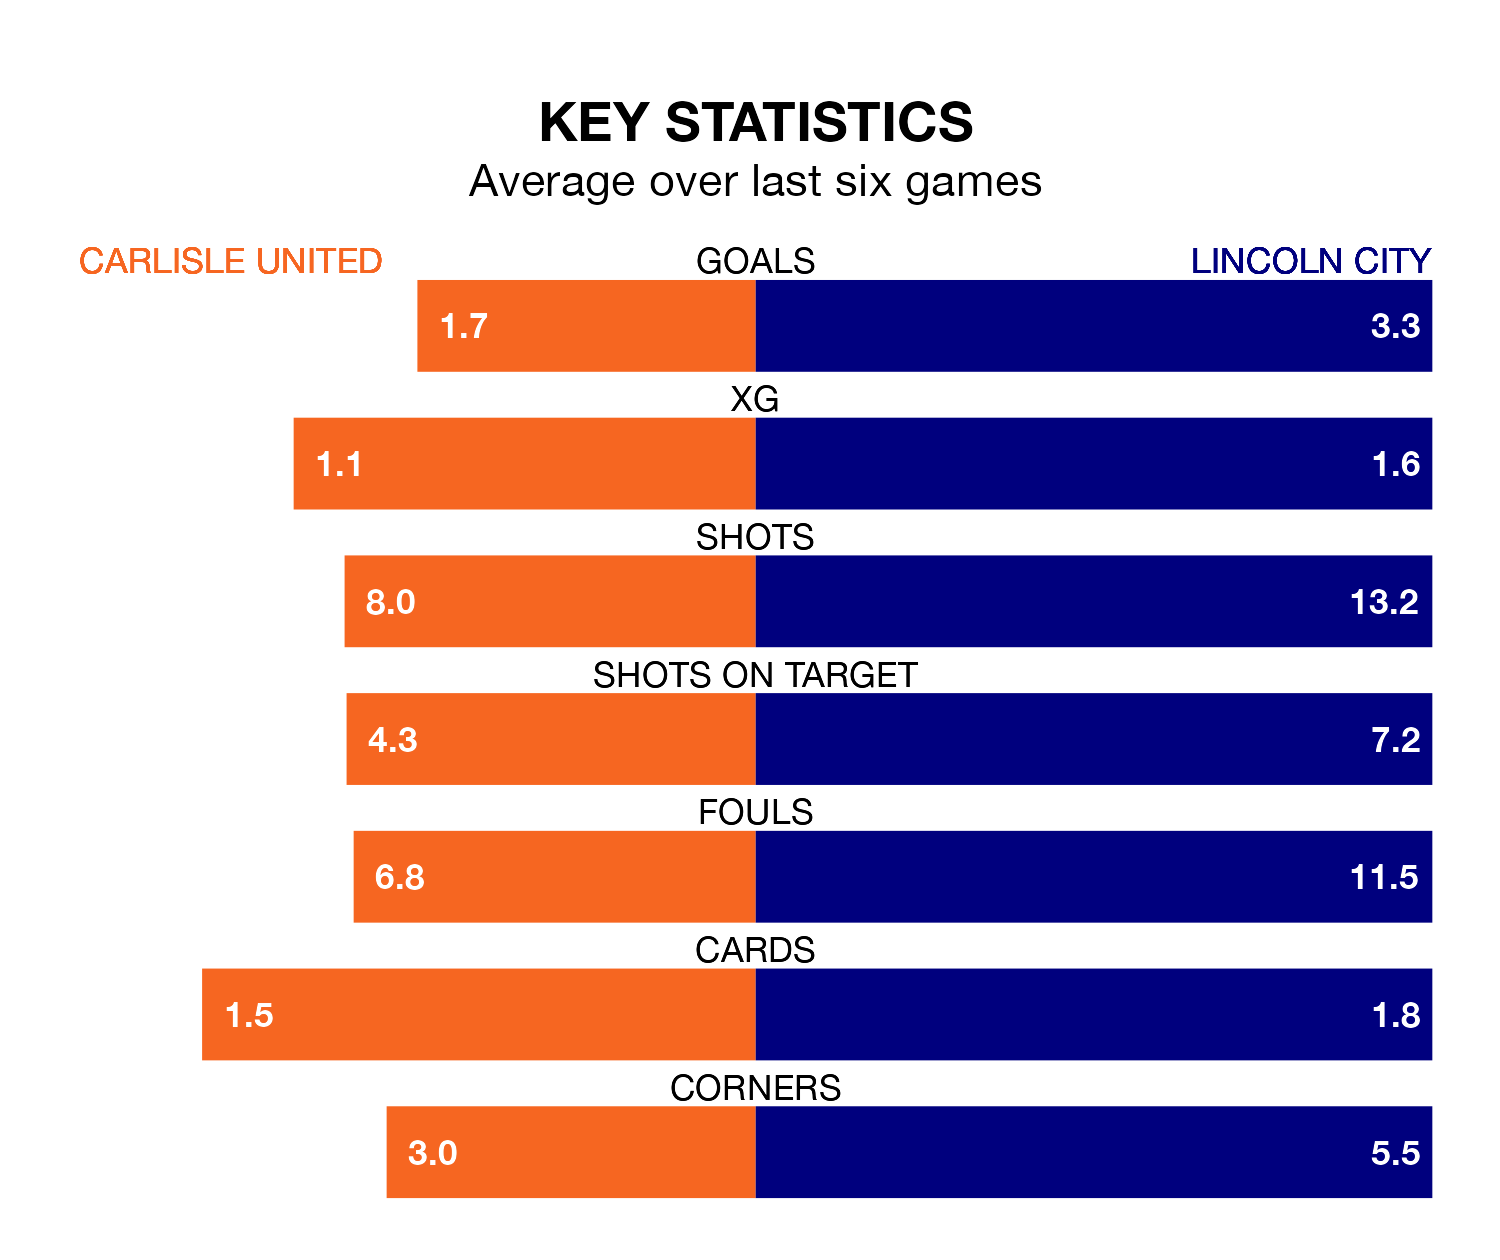 KEY STATISTICS
Average over last six games
CARLISLE UNITED GOALS LINCOLN CITY
1.7 3.3
XG
1.1 1.6
SHOTS
8.0 13.2
SHOTS ON TARGET
4.3 7.2
FOULS
6.8 11.5
CARDS
1.5 1.8
CORNERS
3.0 5.5